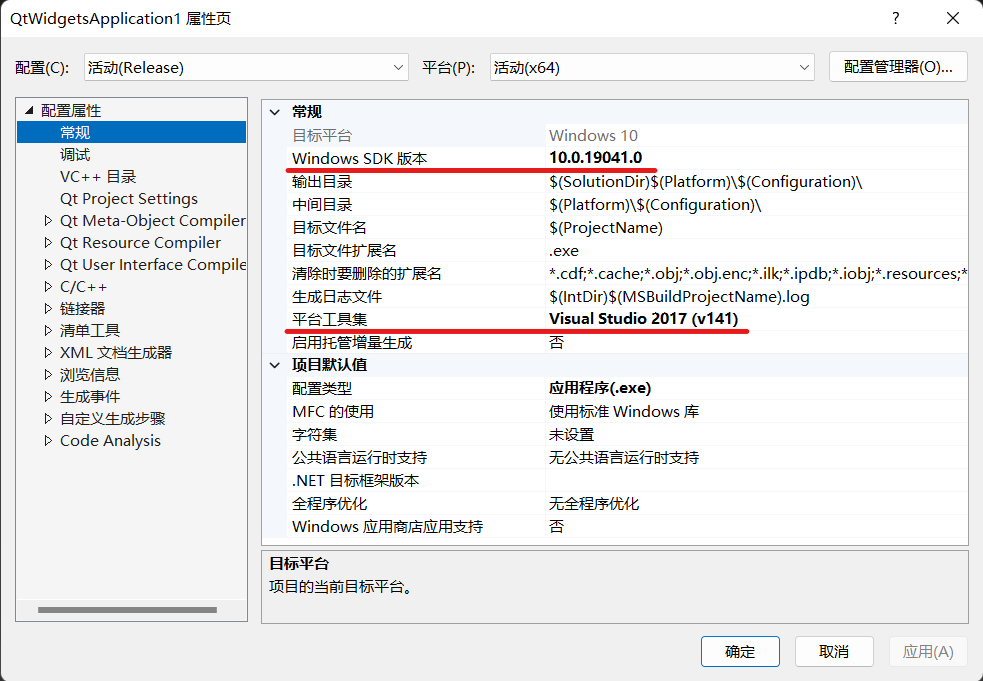 QtWidgetsApplication1 属性页
?
配置(C):
活动(Release)
平台(P):
活动(x64)
配置管理器(O)...
配置属性
常规
调试
VC++ 目录
Qt Project Settings
Qt Meta-Object Compiler
Qt Resource Compiler
Qt User Interface Compile
C/C++
链接器
清单工具
XML 文档生成器
浏览信息
生成事件
自定义生成步骤
Code Analysis
常规
目标平台 Windows 10
Windows SDK 版本 10.0.19041.0
输出目录 $(SolutionDir)$(Platform)\$(Configuration)\
中间目录 $(Platform)\$(Configuration)\
目标文件名 $(ProjectName)
目标文件扩展名 .exe
清除时要删除的扩展名 *.cdf;*.cache;*.obj;*.obj.enc;*.ilk;*.ipdb;*.iobj;*.resources;*
生成日志文件 $(IntDir)$(MSBuildProjectName).log
平台工具集 Visual Studio 2017 (v141)
启用托管增量生成 否
项目默认值
配置类型 应用程序(.exe)
MFC 的使用 使用标准 Windows 库
字符集 未设置
公共语言运行时支持 无公共语言运行时支持
.NET 目标框架版本
全程序优化 无全程序优化
Windows 应用商店应用支持 否
目标平台
项目的当前目标平台。
确定
取消
应用(A)